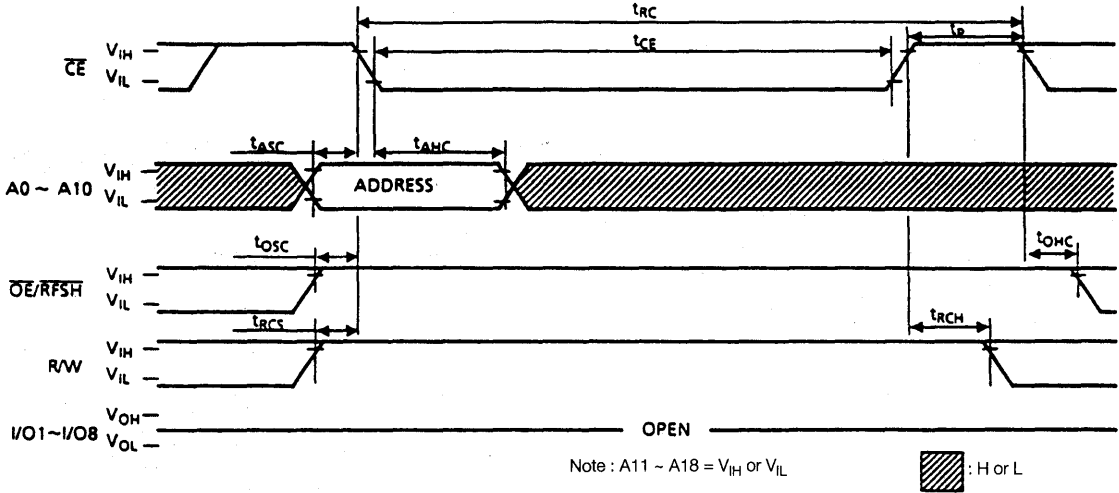 tRC
tCE
tP
CE VIH
VIL
tASC
tAHC
A0 ~ A10 VIH
VIL
ADDRESS
tOSC
tOHC
OE/RFSH VIH
VIL
tRCS
tRCH
R/W VIH
VIL
I/O1~I/O8 VOH
VOL
OPEN
Note : A11 ~ A18 = VIH or VIL
: H or L